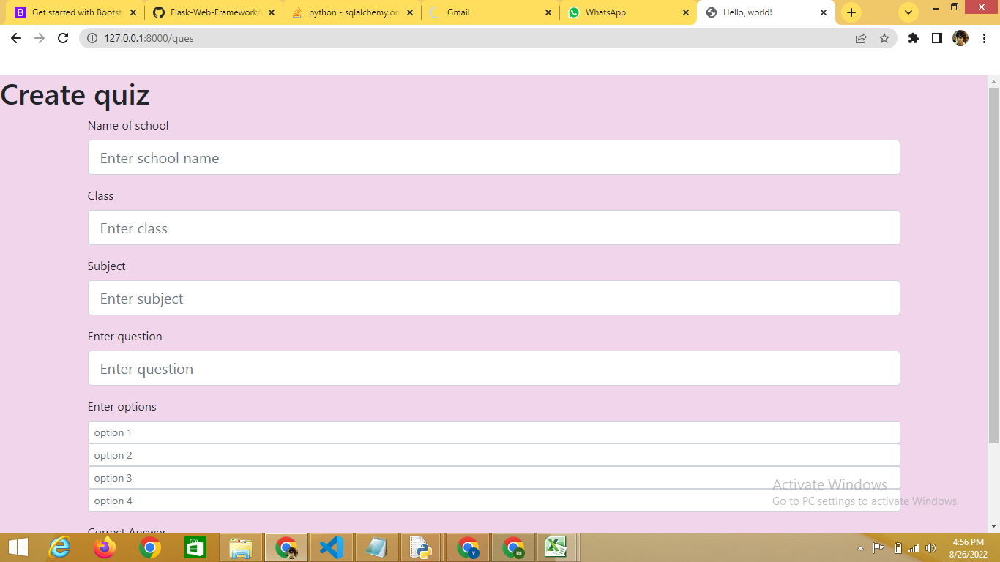 Get started with Bootst
Flask-Web-Framework/
python - sqlalchemy.or
Gmail
WhatsApp
Hello, world!
127.0.0.1:8000/ques
Create quiz
Name of school
Enter school name
Class
Enter class
Subject
Enter subject
Enter question
Enter question
Enter options
option 1
option 2
option 3
option 4
Activate Windows
Go to PC settings to activate Windows.
Correct Answer
4:56 PM
8/26/2022